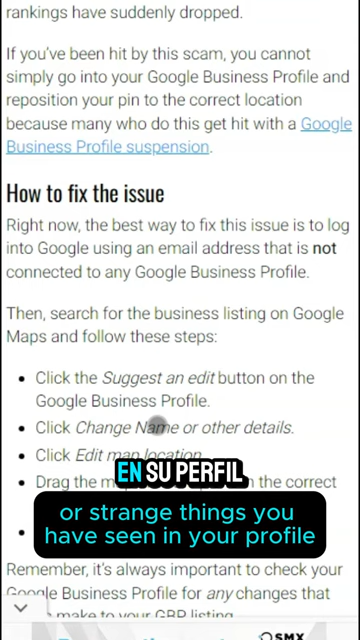 rankings have suddenly dropped.
If you've been hit by this scam, you cannot
simply go into your Google Business Profile and
reposition your pin to the correct location
because many who do this get hit with a Google
Business Profile suspension.
How to fix the issue
Right now, the best way to fix this issue is to log
into Google using an email address that is not
connected to any Google Business Profile.
Then, search for the business listing on Google
Maps and follow these steps:
• Click the Suggest an edit button on the
Google Business Profile.
• Click Change Name or other details.
• Click Edit map location.
EN SU PERFIL
• Drag the the correct
or strange things you
have seen in your profile
Remember, it's always important to check your
Google Business Profile for any changes that
make to your GBP listing.
SMX